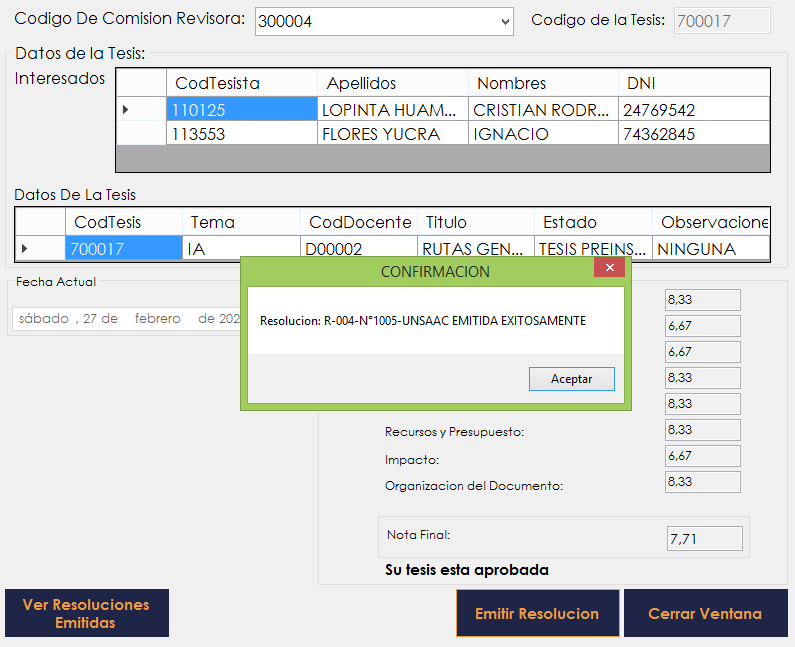 Codigo De Comision Revisora: 300004 Codigo de la Tesis: 700017
Datos de la Tesis:
Interesados
CodTesista Apellidos Nombres DNI
110125 LOPINTA HUAM... CRISTIAN RODR... 24769542
113553 FLORES YUCRA IGNACIO 74362845
Datos De La Tesis
CodTesis Tema CodDocente Titulo Estado Observacione
700017 IA D00002 RUTAS GEN... TESIS PREINS... NINGUNA
Fecha Actual
sábado , 27 de febrero de 202
CONFIRMACION
Resolucion: R-004-N°1005-UNSAAC EMITIDA EXITOSAMENTE
Aceptar
8,33
6,67
6,67
8,33
8,33
Recursos y Presupuesto: 8,33
Impacto: 6,67
Organizacion del Documento: 8,33
Nota Final: 7,71
Su tesis esta aprobada
Ver Resoluciones
Emitidas
Emitir Resolucion
Cerrar Ventana